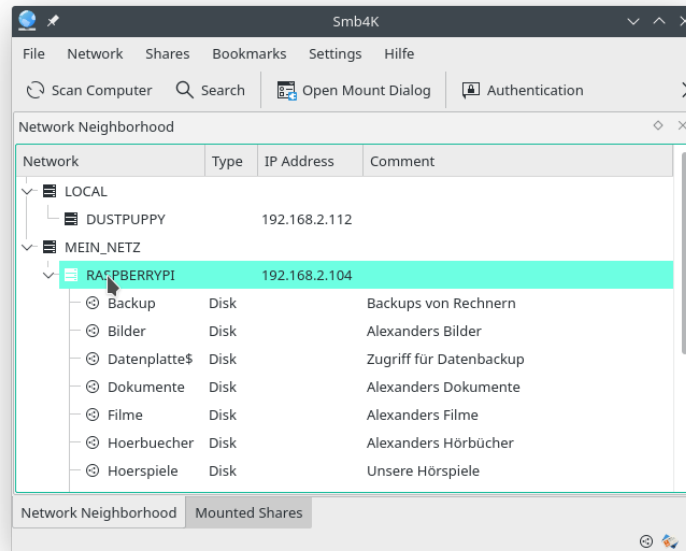 Smb4K
File Network Shares Bookmarks Settings Hilfe
Scan Computer Search Open Mount Dialog Authentication
Network Neighborhood
Network Type IP Address Comment
LOCAL
DUSTPUPPY 192.168.2.112
MEIN_NETZ
RASPBERRYPI 192.168.2.104
Backup Disk Backups von Rechnern
Bilder Disk Alexanders Bilder
Datenplatte$ Disk Zugriff für Datenbackup
Dokumente Disk Alexanders Dokumente
Filme Disk Alexanders Filme
Hoerbuecher Disk Alexanders Hörbücher
Hoerspiele Disk Unsere Hörspiele
Network Neighborhood Mounted Shares